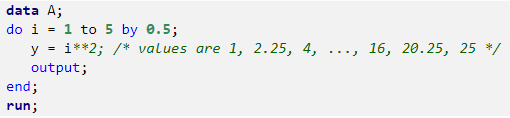 data A;
do i = 1 to 5 by 0.5;
y = i**2; /* values are 1, 2.25, 4, ..., 16, 20.25, 25 */
output;
end;
run;